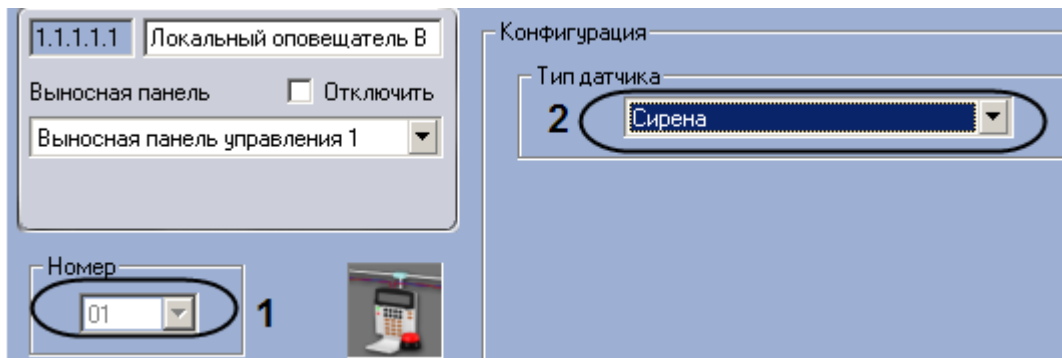 1.1.1.1.1 Локальный оповещатель В
Выносная панель Отключить
Выносная панель управления 1
Номер
01 1
Конфигурация
Тип датчика
2 Сирена